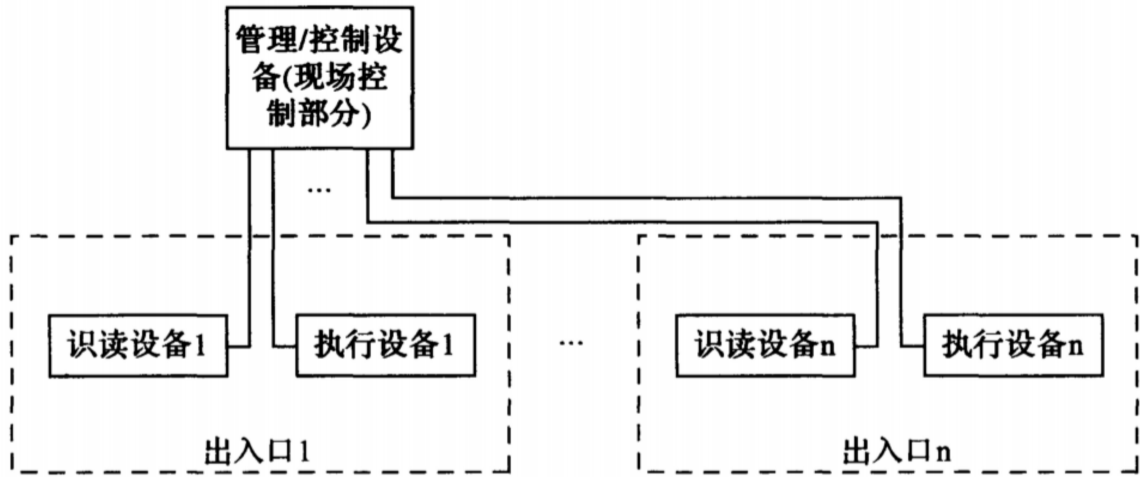 管理/控制设
备(现场控
制部分)
...
识读设备1
执行设备1
...
识读设备n
执行设备n
出入口1
出入口n